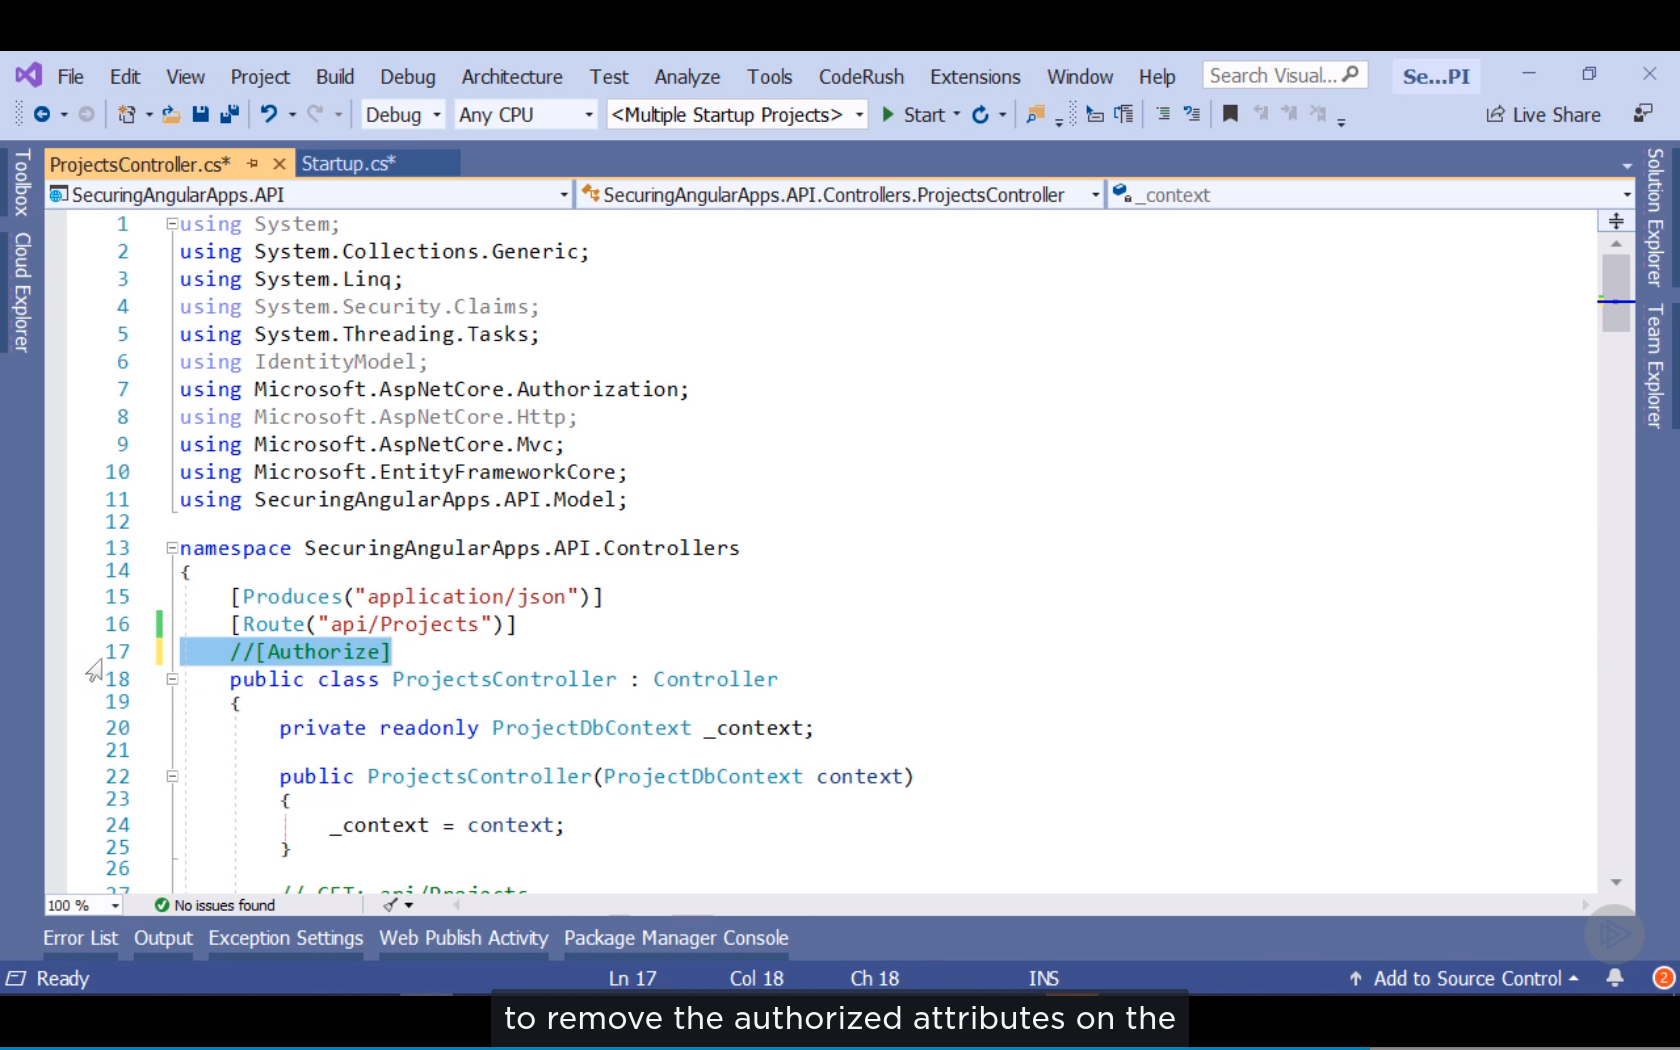 File Edit View Project Build Debug Architecture Test Analyze Tools CodeRush Extensions Window Help Search Visual... Se...PI
Debug Any CPU <Multiple Startup Projects> Start Live Share
ProjectsController.cs* Startup.cs*
SecuringAngularApps.API SecuringAngularApps.API.Controllers.ProjectsController _context
Toolbox
Cloud Explorer
Solution Explorer
Team Explorer
1 using System;
2 using System.Collections.Generic;
3 using System.Linq;
4 using System.Security.Claims;
5 using System.Threading.Tasks;
6 using IdentityModel;
7 using Microsoft.AspNetCore.Authorization;
8 using Microsoft.AspNetCore.Http;
9 using Microsoft.AspNetCore.Mvc;
10 using Microsoft.EntityFrameworkCore;
11 using SecuringAngularApps.API.Model;
12
13 namespace SecuringAngularApps.API.Controllers
14 {
15 [Produces("application/json")]
16 [Route("api/Projects")]
17 //[Authorize]
18 public class ProjectsController : Controller
19 {
20 private readonly ProjectDbContext _context;
21
22 public ProjectsController(ProjectDbContext context)
23 {
24 _context = context;
25 }
26
27 // GET: api/Projects
100 % No issues found
Error List Output Exception Settings Web Publish Activity Package Manager Console
Ready Ln 17 Col 18 Ch 18 INS Add to Source Control 2
to remove the authorized attributes on the